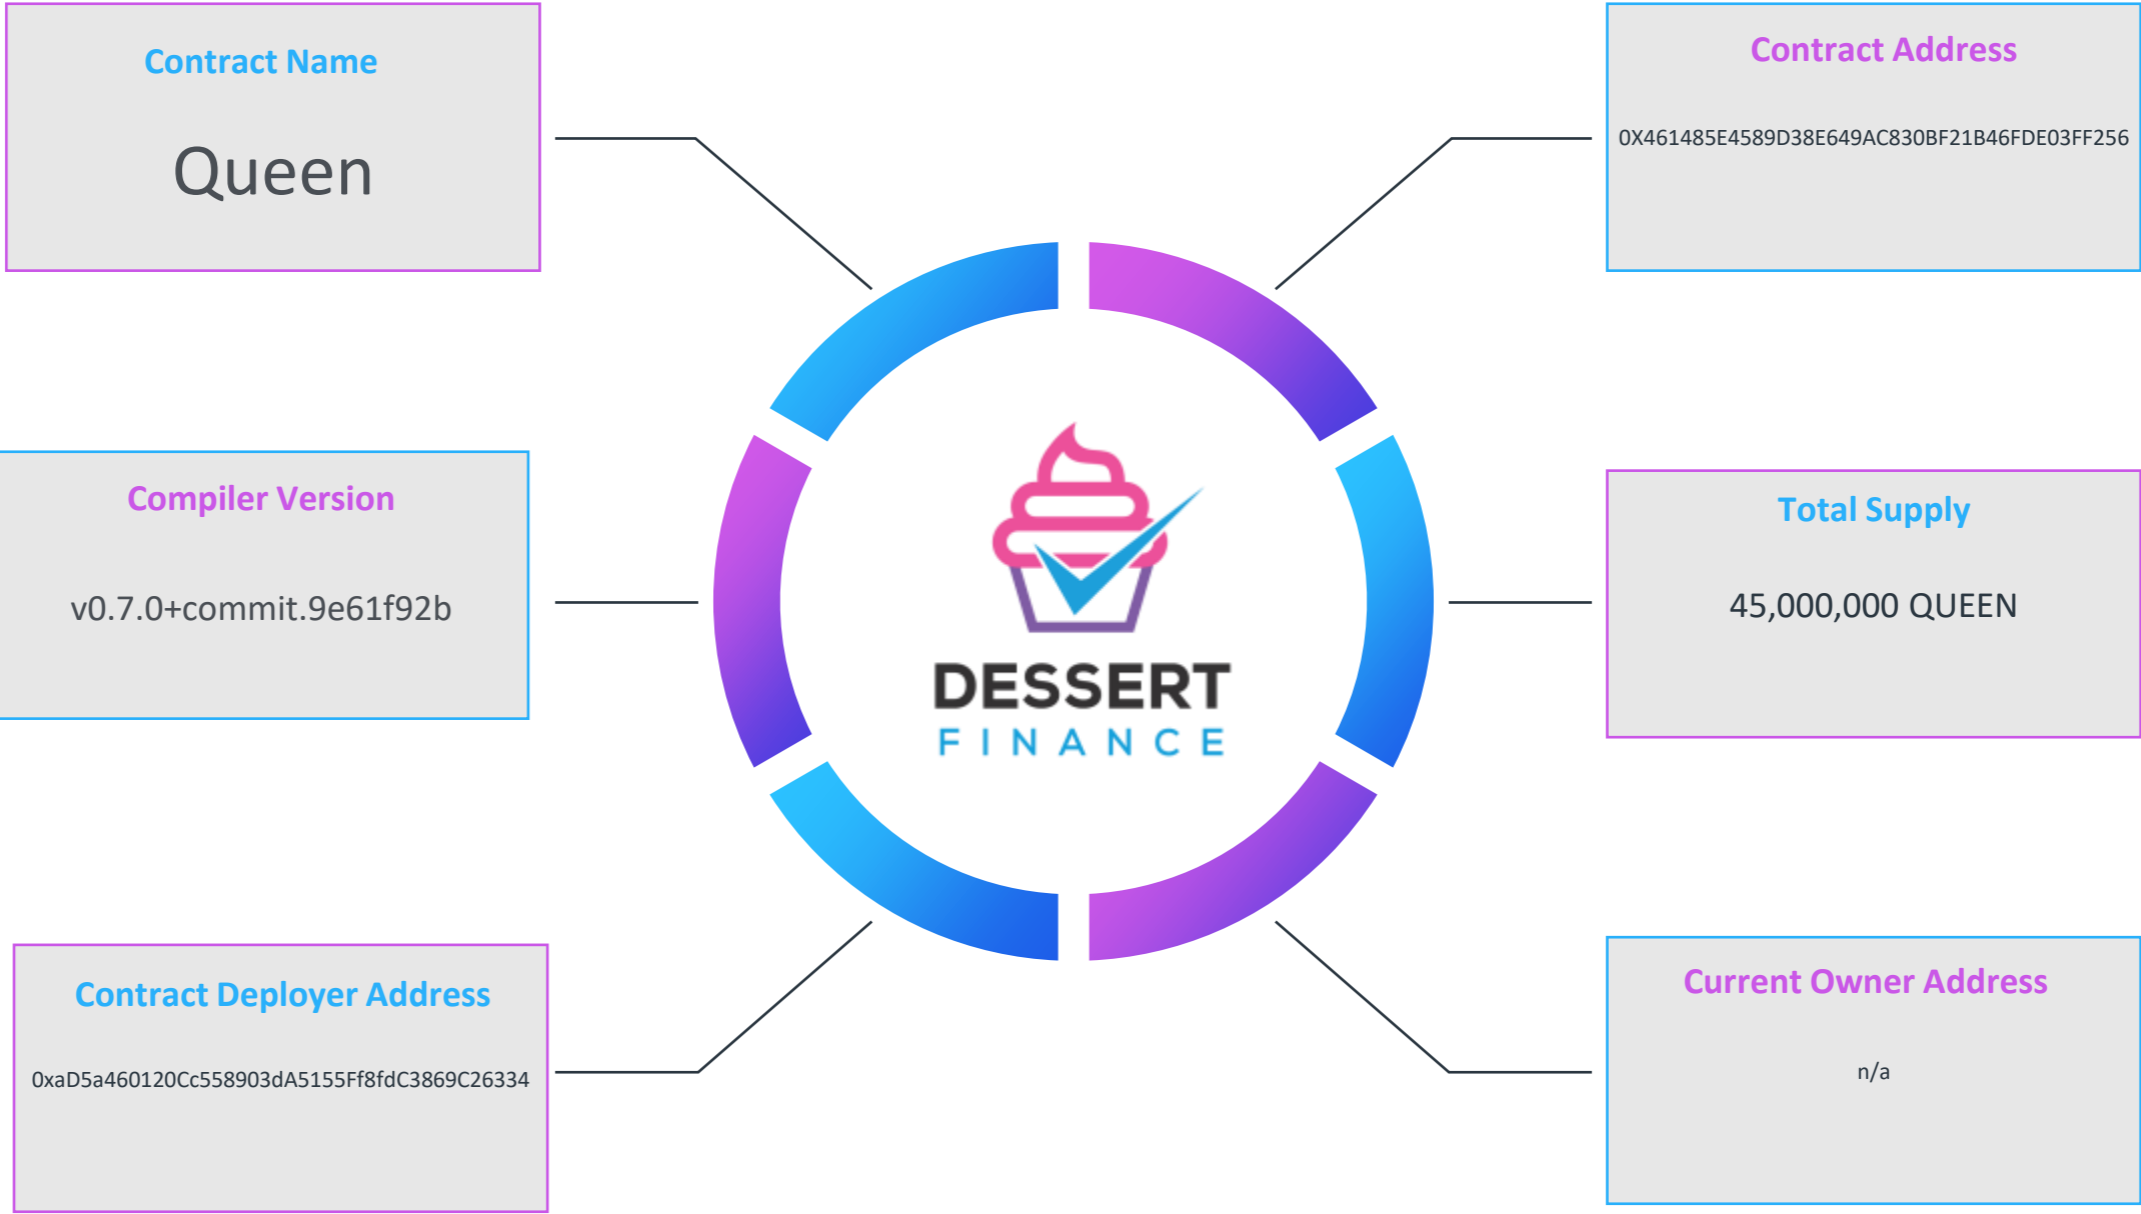 Contract Name
Queen
Contract Address
0X461485E4589D38E649AC830BF21B46FDE03FF256
Compiler Version
v0.7.0+commit.9e61f92b
Total Supply
45,000,000 QUEEN
DESSERT
FINANCE
Contract Deployer Address
0xaD5a460120Cc558903dA5155Ff8fdC3869C26334
Current Owner Address
n/a